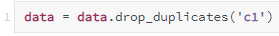 1 data = data.drop_duplicates('c1')